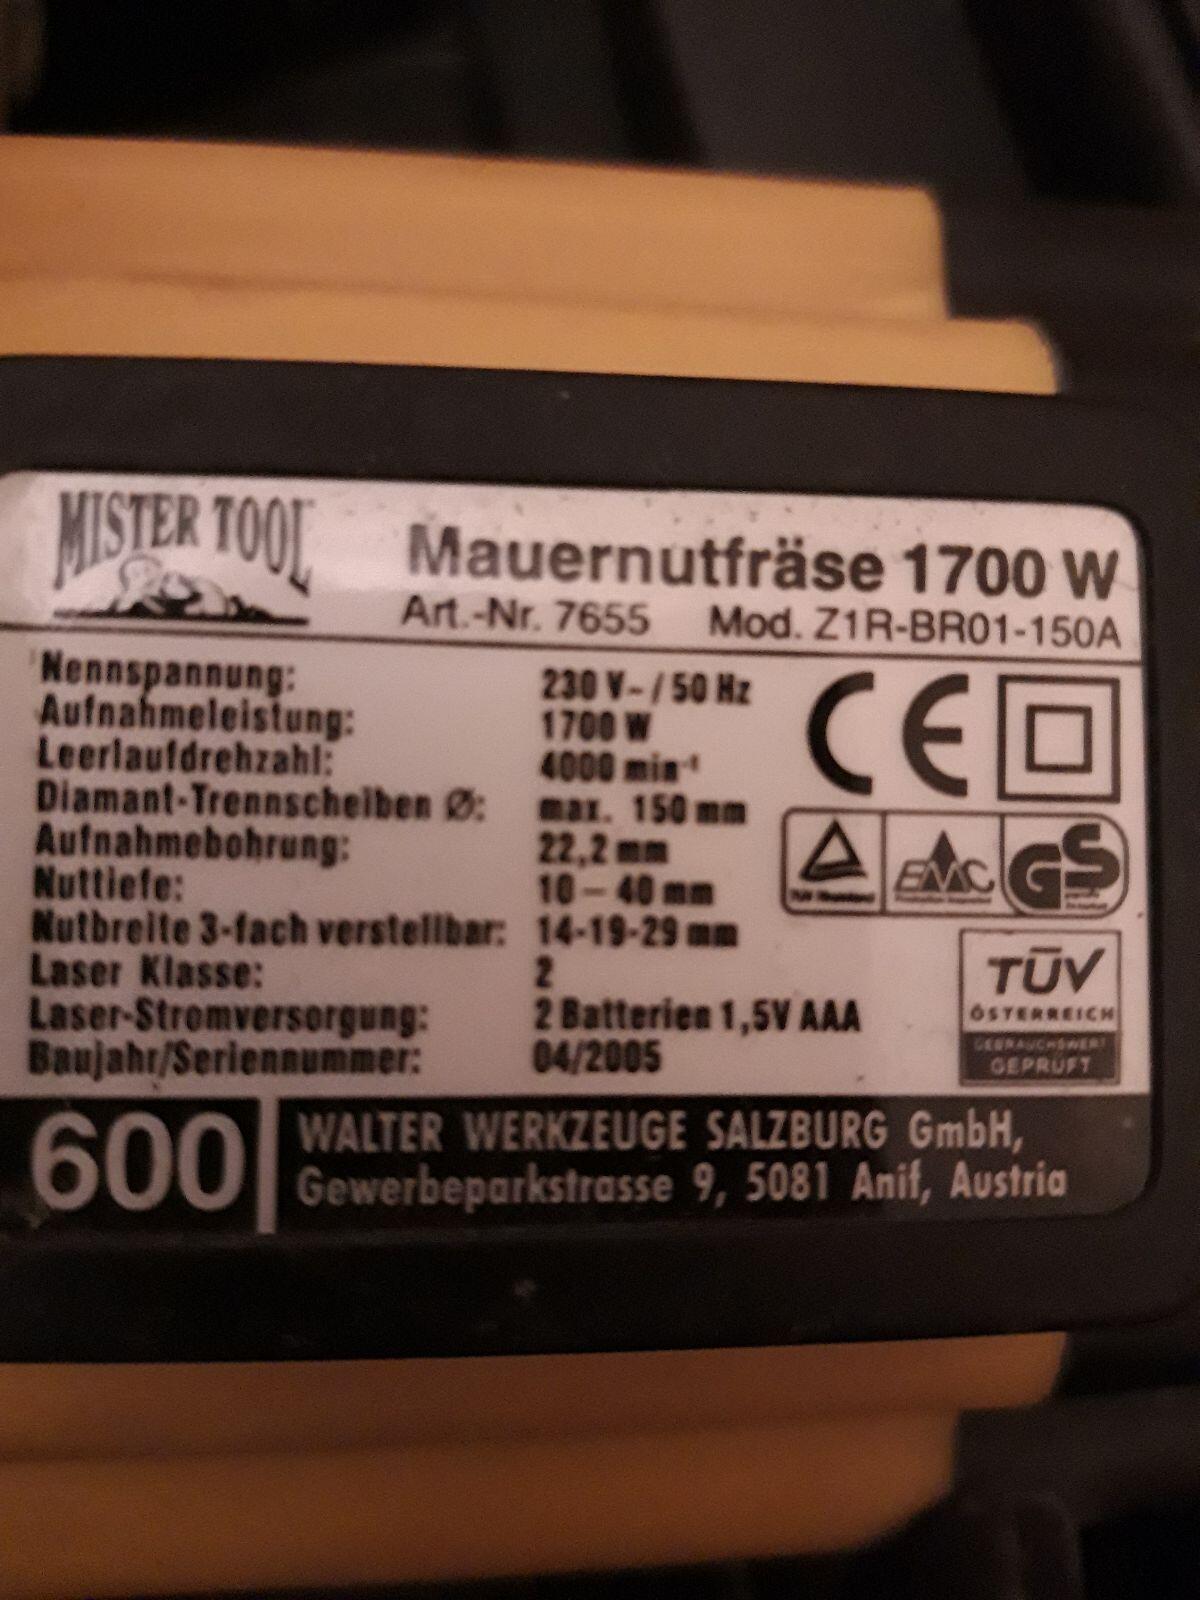 MISTER TOOL
Mauernutfräse 1700 W
Art.-Nr. 7655 Mod. Z1R-BR01-150A
Nennspannung: 230 V~ / 50 Hz
Aufnahmeleistung: 1700 W
Leerlaufdrehzahl: 4000 min⁻¹
Diamant-Trennscheiben Ø: max. 150 mm
Aufnahmebohrung: 22,2 mm
Nuttiefe: 10 – 40 mm
Nutbreite 3-fach verstellbar: 14-19-29 mm
Laser Klasse: 2
Laser-Stromversorgung: 2 Batterien 1,5V AAA
Baujahr/Seriennummer: 04/2005
CE
EMC
GS
TÜV
ÖSTERREICH
GEBRAUCHSWERT
GEPRÜFT
600
WALTER WERKZEUGE SALZBURG GmbH,
Gewerbeparkstrasse 9, 5081 Anif, Austria